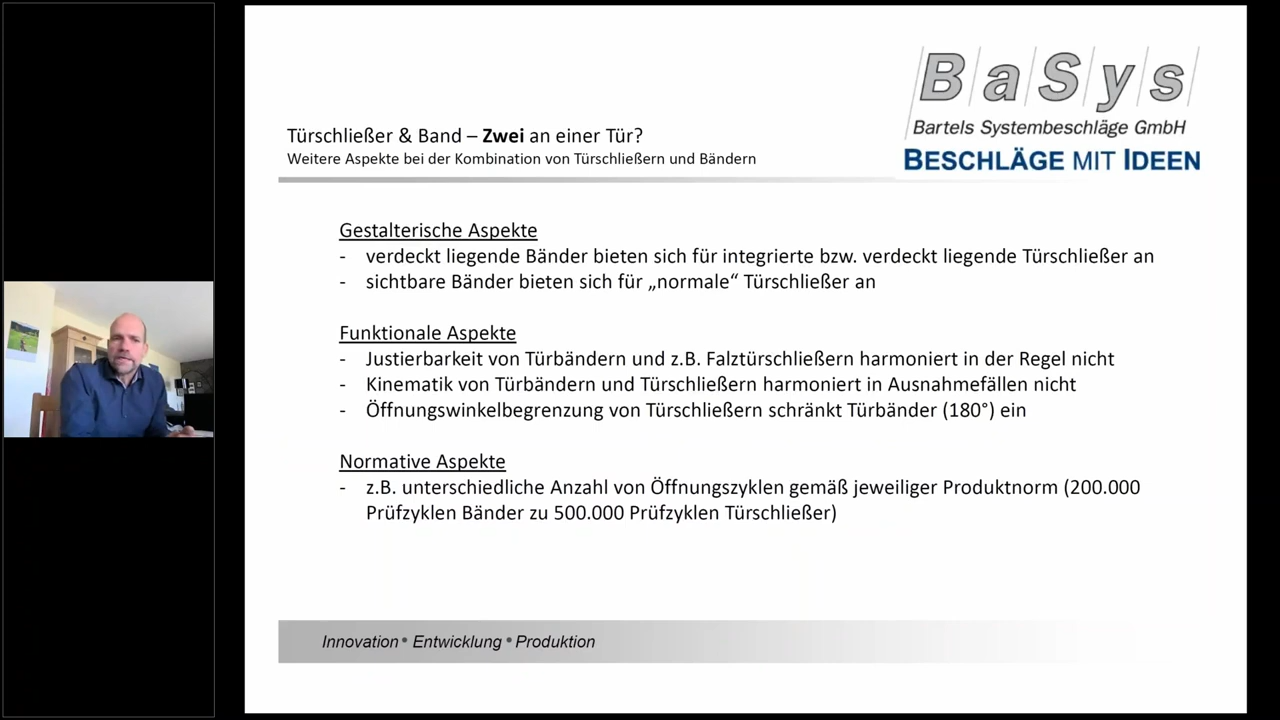 BaSys
Bartels Systembeschläge GmbH
BESCHLÄGE MIT IDEEN
Türschließer & Band – Zwei an einer Tür?
Weitere Aspekte bei der Kombination von Türschließern und Bändern
Gestalterische Aspekte
- verdeckt liegende Bänder bieten sich für integrierte bzw. verdeckt liegende Türschließer an
- sichtbare Bänder bieten sich für „normale“ Türschließer an
Funktionale Aspekte
- Justierbarkeit von Türbändern und z.B. Falztürschließern harmoniert in der Regel nicht
- Kinematik von Türbändern und Türschließern harmoniert in Ausnahmefällen nicht
- Öffnungswinkelbegrenzung von Türschließern schränkt Türbänder (180°) ein
Normative Aspekte
- z.B. unterschiedliche Anzahl von Öffnungszyklen gemäß jeweiliger Produktnorm (200.000
Prüfzyklen Bänder zu 500.000 Prüfzyklen Türschließer)
Innovation • Entwicklung • Produktion